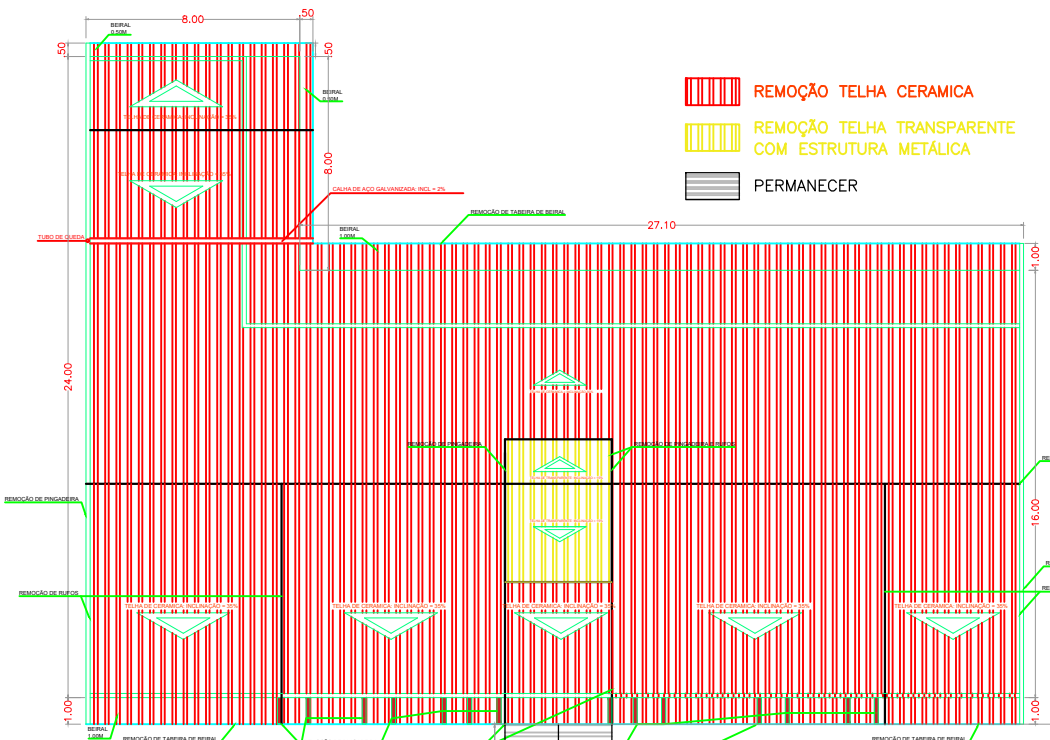 8.00
.50
BEIRAL
0.50M
.50
.50
BEIRAL
REMOÇÃO TELHA CERAMICA
REMOÇÃO TELHA TRANSPARENTE
COM ESTRUTURA METÁLICA
PERMANECER
8.00
CALHA DE AÇO GALVANIZADA: INCL = 2%
REMOÇÃO DE TABEIRA DE BEIRAL
27.10
BEIRAL
1.00M
TUBO DE QUEDA
1.00
24.00
REMOÇÃO DE PINGADEIRA
REMOÇÃO DE PINGADEIRA E RUFOS
RE
REMOÇÃO DE PINGADEIRA
16.00
RE
REMOÇÃO DE RUFOS
RE
TELHA DE CERAMICA: INCLINAÇÃO = 35%
TELHA DE CERAMICA: INCLINAÇÃO = 35%
TELHA DE CERAMICA: INCLINAÇÃO = 35%
TELHA DE CERAMICA: INCLINAÇÃO = 35%
TELHA DE CERAMICA: INCLINAÇÃO = 35%
1.00
1.00
BEIRAL
1.00M
REMOÇÃO DE TABEIRA DE BEIRAL
REMOÇÃO DE TABEIRA DE BEIRAL